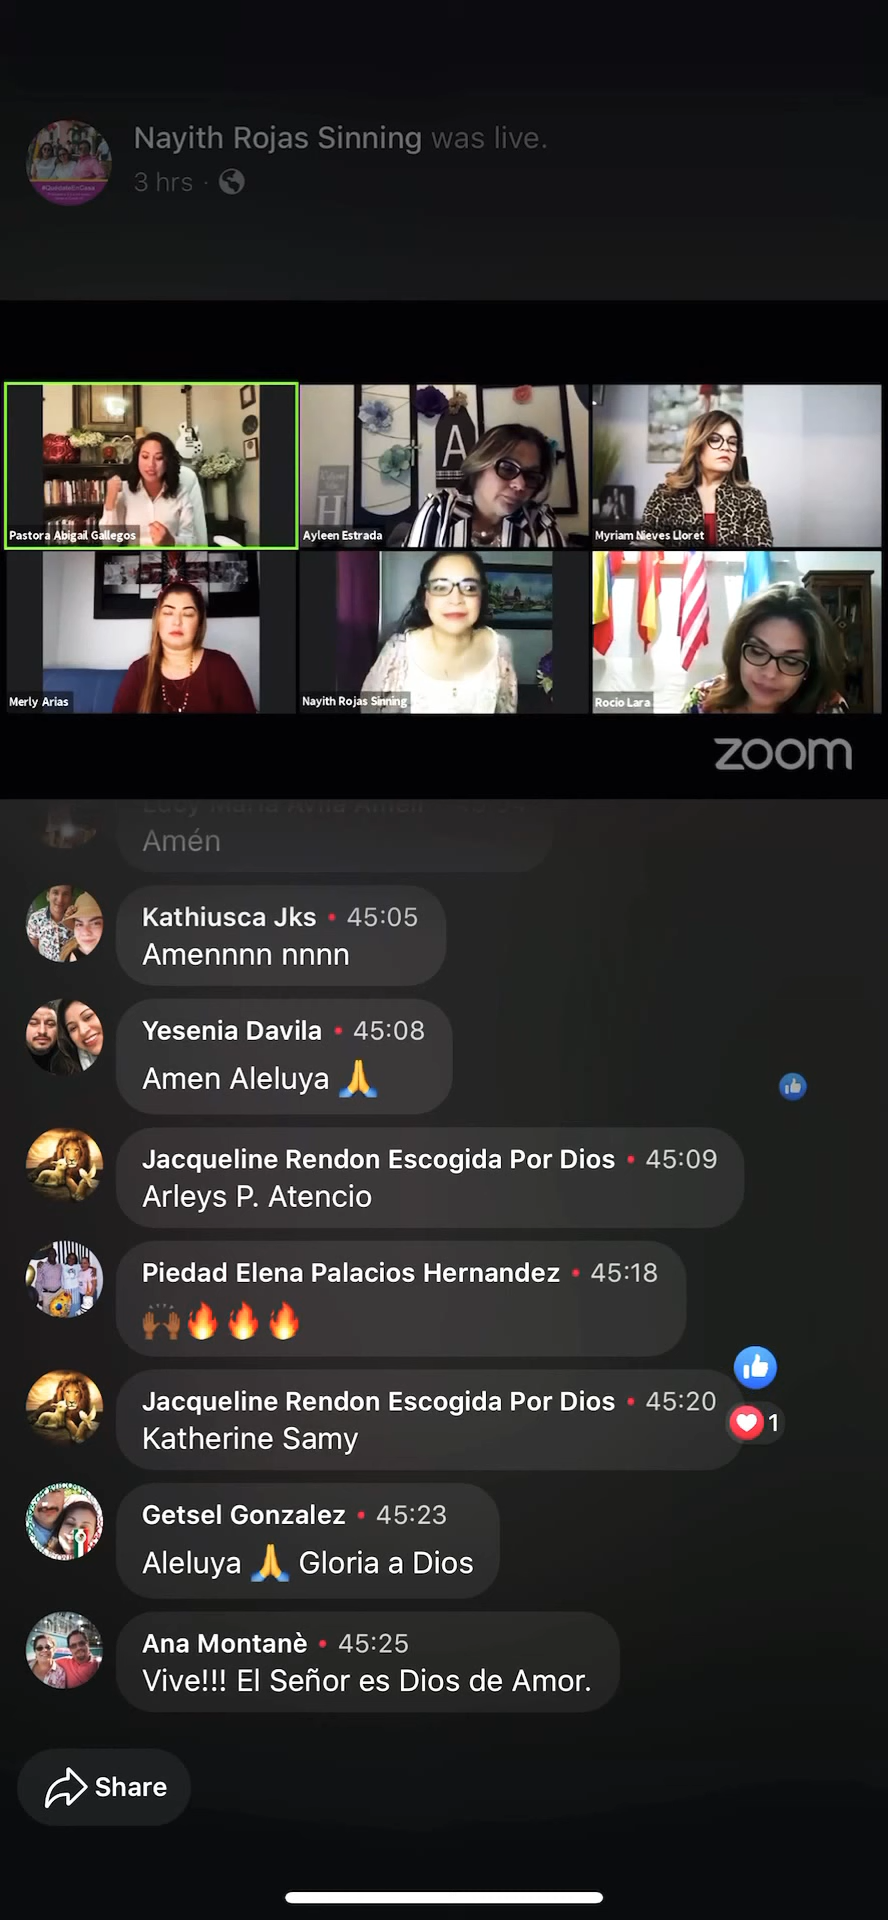 Nayith Rojas Sinning was live.
3 hrs ·
#QuédateEnCasa
A
H
Pastora Abigail Gallegos
Ayleen Estrada
Myriam Nieves Lloret
Merly Arias
Nayith Rojas Sinning
Rocio Lara
zoom
Amén
Kathiusca Jks • 45:05
Amennnn nnnn
Yesenia Davila • 45:08
Amen Aleluya 🙏
Jacqueline Rendon Escogida Por Dios • 45:09
Arleys P. Atencio
Piedad Elena Palacios Hernandez • 45:18
🙌🏾🔥🔥🔥
Jacqueline Rendon Escogida Por Dios • 45:20
Katherine Samy
1
Getsel Gonzalez • 45:23
Aleluya 🙏 Gloria a Dios
Ana Montanè • 45:25
Vive!!! El Señor es Dios de Amor.
Share